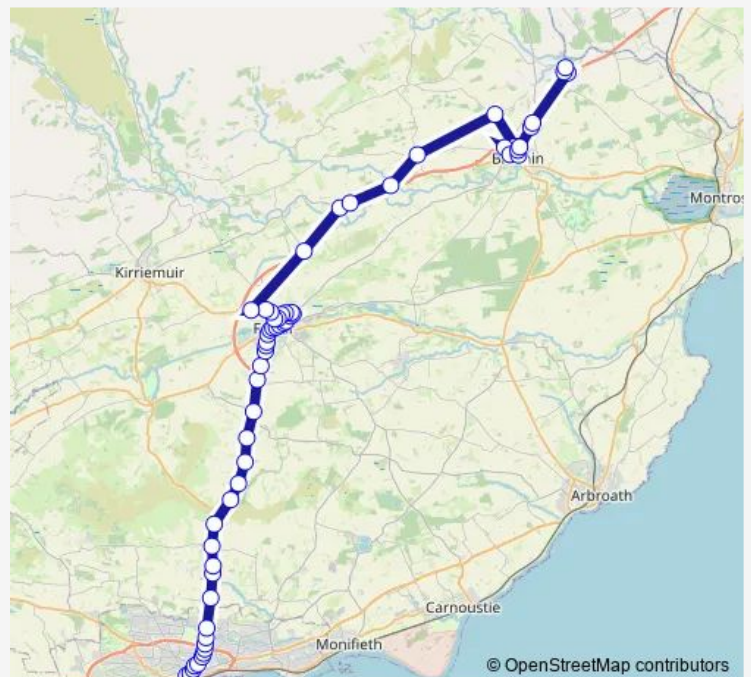 Montros
Kirriemuir
Arbroath
Carnoustie
Monifieth
© OpenStreetMap contributors